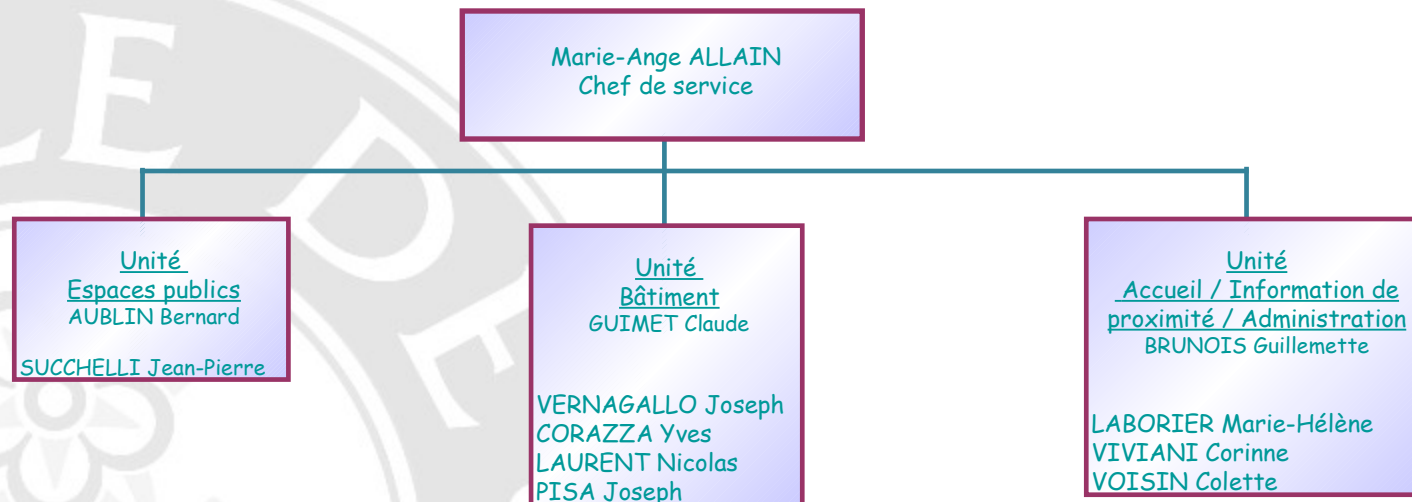 Marie-Ange ALLAIN
Chef de service
Unité
Espaces publics
AUBLIN Bernard
SUCCHELLI Jean-Pierre
Unité
Bâtiment
GUIMET Claude
VERNAGALLO Joseph
CORAZZA Yves
LAURENT Nicolas
PISA Joseph
Unité
Accueil / Information de
proximité / Administration
BRUNOIS Guillemette
LABORIER Marie-Hélène
VIVIANI Corinne
VOISIN Colette
LE DE